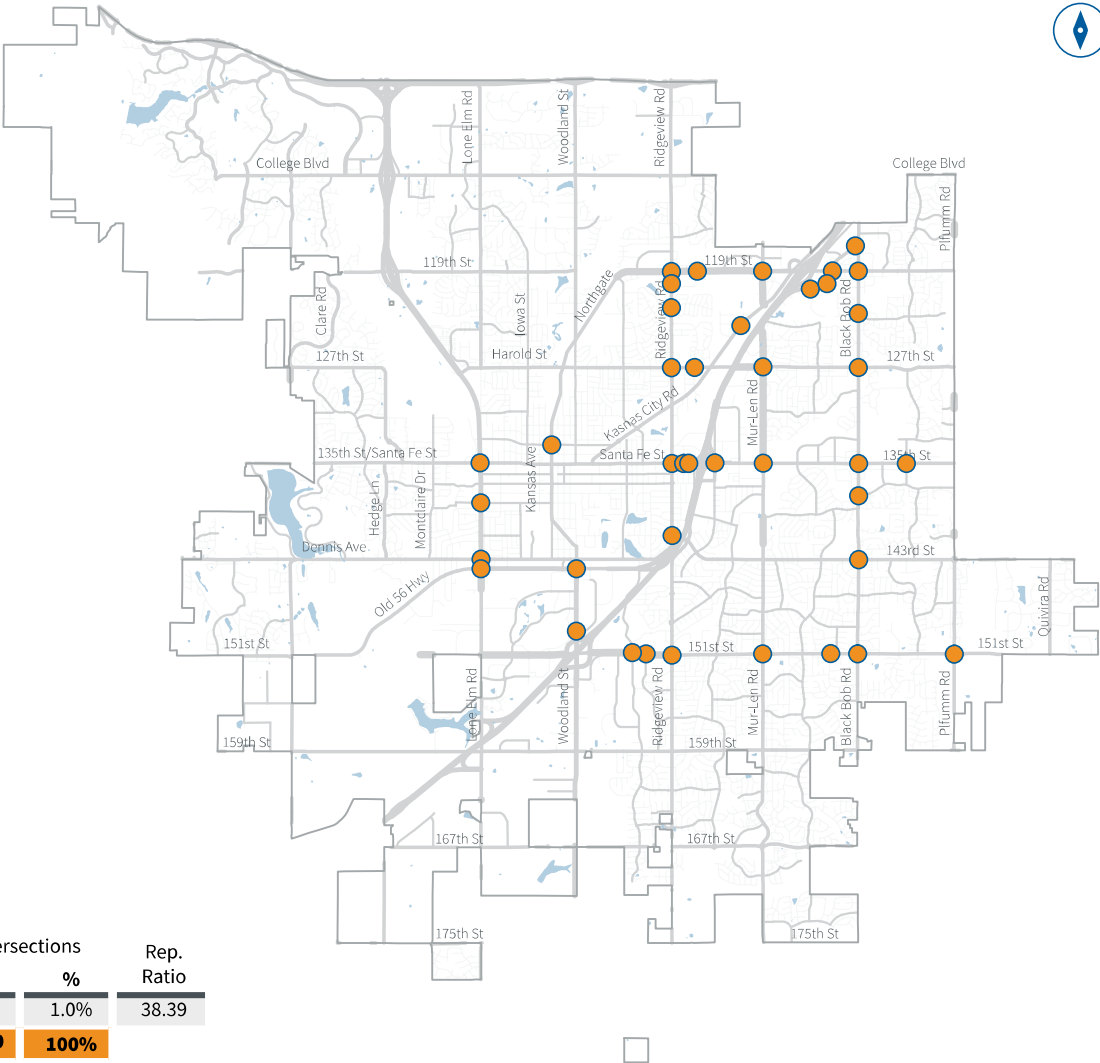 Lone Elm Rd
Woodland St
Ridgeview Rd
College Blvd
College Blvd
Plfumm Rd
119th St
119th St
Clare Rd
Iowa St
Northgate
Ridgeview Rd
Black Bob Rd
127th St
Harold St
127th St
Kasnas City Rd
Mur-Len Rd
135th St/Santa Fe St
Santa Fe St
135th St
Hedge Ln
Montclaire Dr
Kansas Ave
Dennis Ave
143rd St
Old 56 Hwy
Quivira Rd
151st St
151st St
151st St
Lone Elm Rd
Woodland St
Ridgeview Rd
Mur-Len Rd
Black Bob Rd
Plfumm Rd
159th St
159th St
167th St
167th St
175th St
175th St
ersections
Rep.
Ratio
%
1.0%
38.39
100%